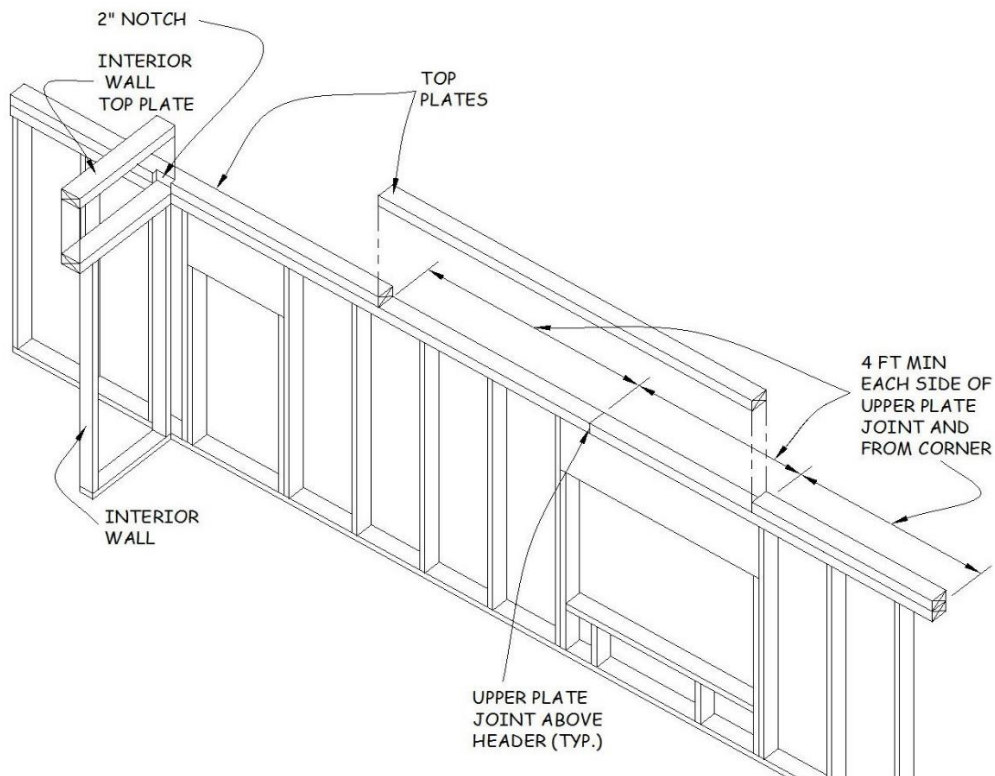 2" NOTCH
INTERIOR
WALL
TOP PLATE
TOP
PLATES
4 FT MIN
EACH SIDE OF
UPPER PLATE
JOINT AND
FROM CORNER
INTERIOR
WALL
UPPER PLATE
JOINT ABOVE
HEADER (TYP.)